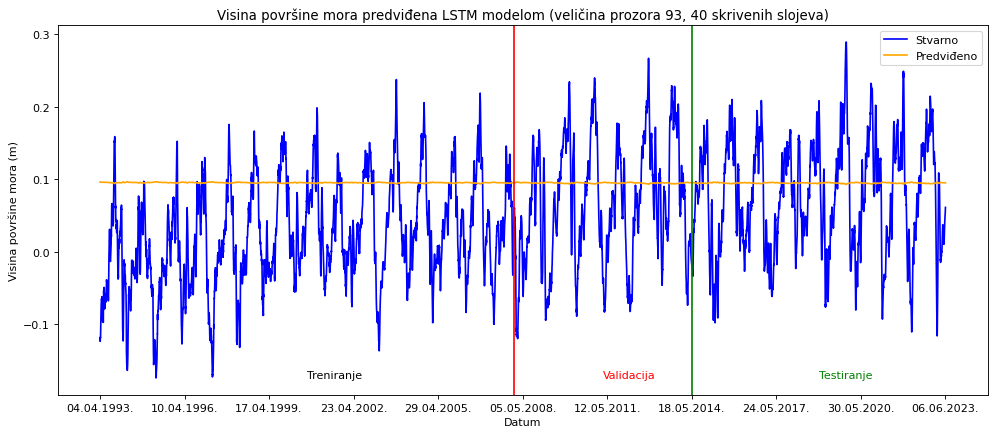 Visina površine mora predviđena LSTM modelom (veličina prozora 93, 40 skrivenih slojeva)
Stvarno
Predviđeno
Visina površine mora (m)
0.3
0.2
0.1
0.0
−0.1
Treniranje
Validacija
Testiranje
04.04.1993.
10.04.1996.
17.04.1999.
23.04.2002.
29.04.2005.
05.05.2008.
12.05.2011.
18.05.2014.
24.05.2017.
30.05.2020.
06.06.2023.
Datum